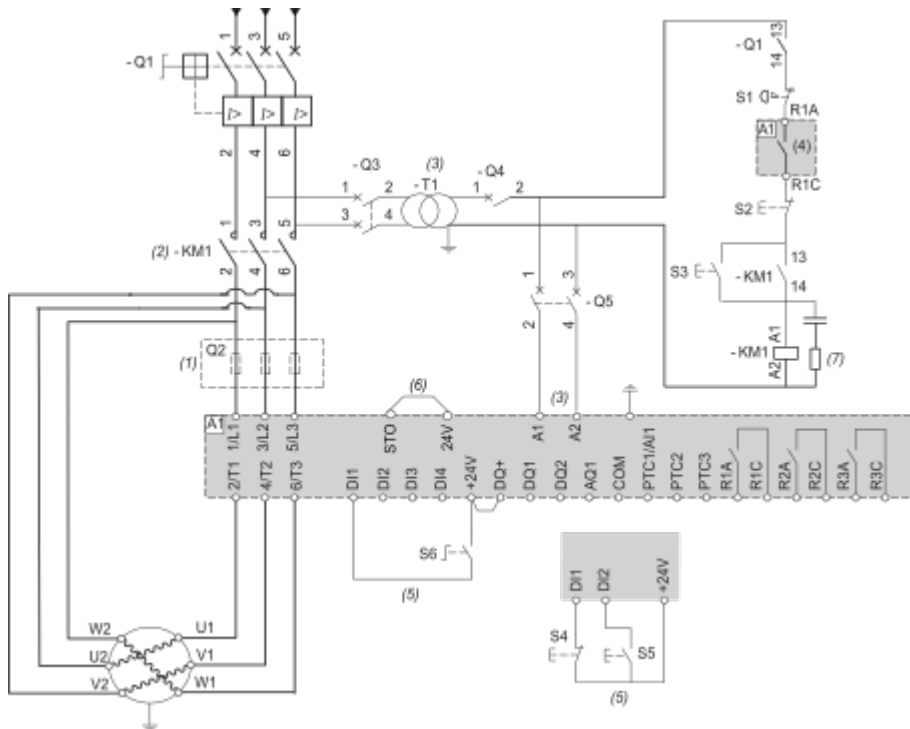 1 3 5
- Q1
I> I> I>
2 4 6
- Q3
1 2
3 4
(3)
- T1
- Q4
1 2
13
- Q1
14
S1
R1A
A1
(4)
R1C
S2
S3
13
- KM1
14
A1
- KM1
A2
(7)
1 3 5
(2) - KM1
2 4 6
1 3
- Q5
2 4
(1)
Q2
(6)
(3)
A1
1/L1 3/L2 5/L3 STO 24V A1 A2
2/T1 4/T2 6/T3 DI1 DI2 DI3 DI4 +24V DQ+ DQ1 DQ2 AQ1 COM PTC1/AI1 PTC2 PTC3 R1A R1C R2A R2C R3A R3C
S6
(5)
DI1 DI2 +24V
S4
S5
(5)
W2 U1
U2 V1
V2 W1